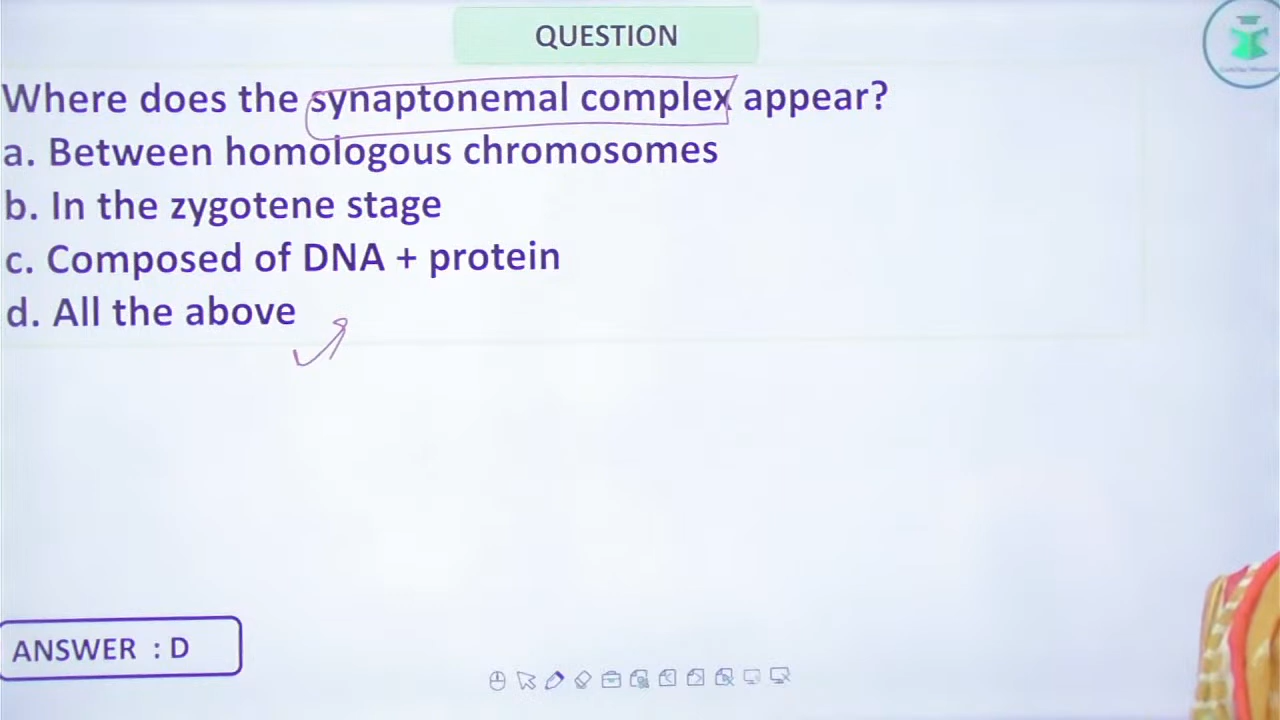 QUESTION
Where does the synaptonemal complex appear?
a. Between homologous chromosomes
b. In the zygotene stage
c. Composed of DNA + protein
d. All the above
ANSWER : D